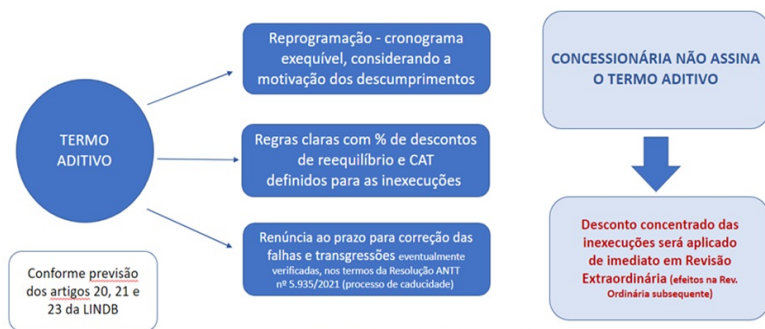 TERMO
ADITIVO
Conforme previsão
dos artigos 20, 21 e
23 da LINDB
Reprogramação - cronograma
exequível, considerando a
motivação dos descumprimentos
Regras claras com % de descontos
de reequilíbrio e CAT
definidos para as inexecuções
Renúncia ao prazo para correção das
falhas e transgressões eventualmente
verificadas, nos termos da Resolução ANTT
nº 5.935/2021 (processo de caducidade)
CONCESSIONÁRIA NÃO ASSINA
O TERMO ADITIVO
Desconto concentrado das
inexecuções será aplicado
de imediato em Revisão
Extraordinária (efeitos na Rev.
Ordinária subsequente)